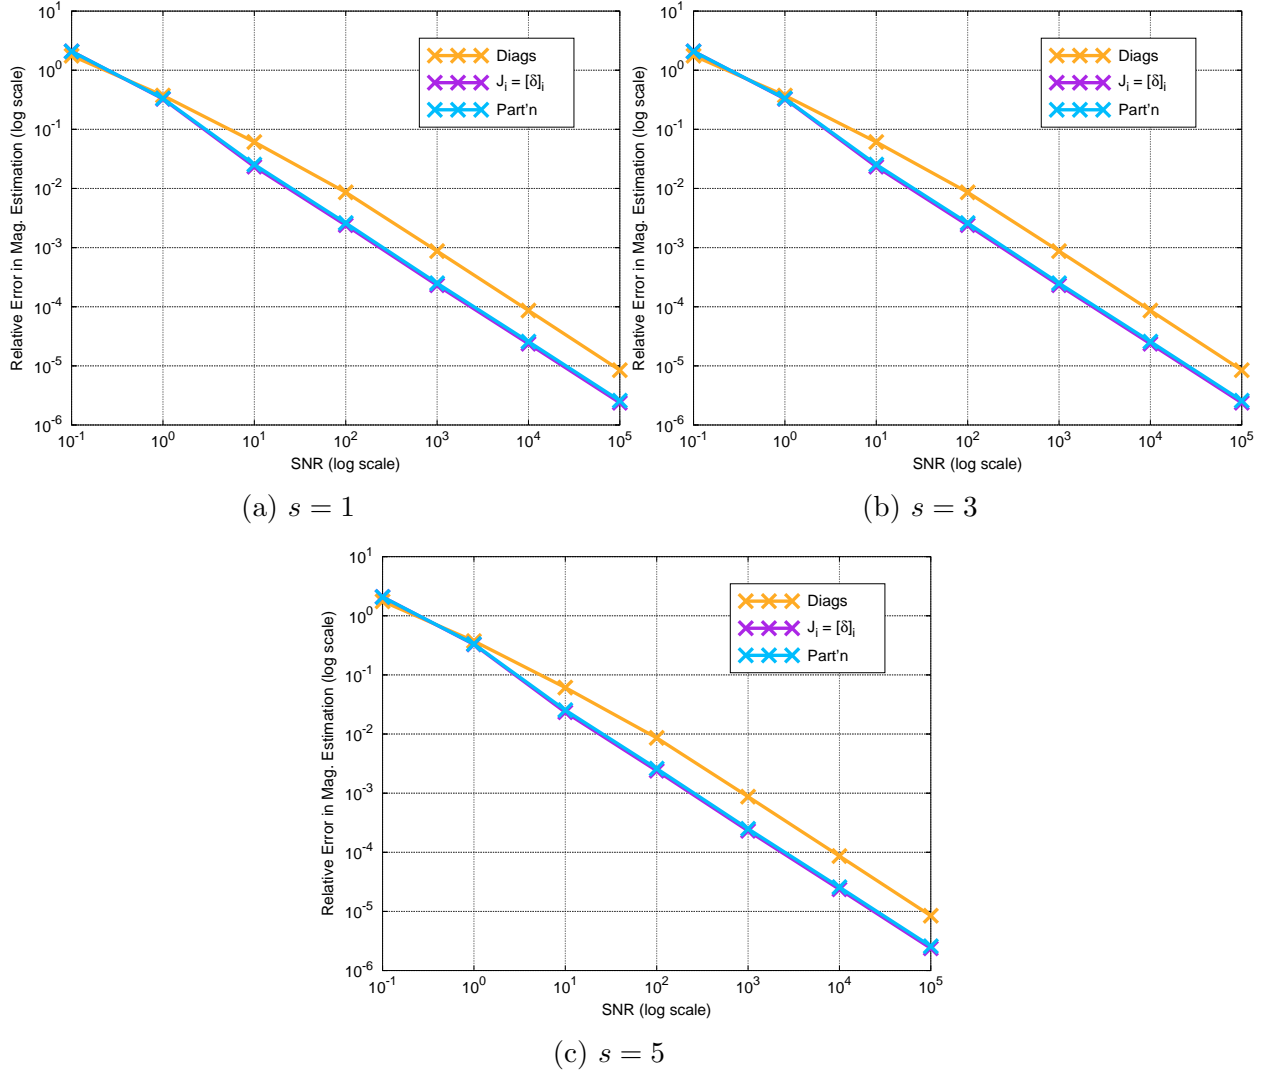 10^1
10^0
10^-1
10^-2
10^-3
10^-4
10^-5
10^-6
Relative Error in Mag. Estimation (log scale)
Diags
J_i = [δ]_i
Part'n
10^-1 10^0 10^1 10^2 10^3 10^4 10^5
SNR (log scale)
(a) s = 1
10^1
10^0
10^-1
10^-2
10^-3
10^-4
10^-5
10^-6
Relative Error in Mag. Estimation (log scale)
Diags
J_i = [δ]_i
Part'n
10^-1 10^0 10^1 10^2 10^3 10^4 10^5
SNR (log scale)
(b) s = 3
10^1
10^0
10^-1
10^-2
10^-3
10^-4
10^-5
10^-6
Relative Error in Mag. Estimation (log scale)
Diags
J_i = [δ]_i
Part'n
10^-1 10^0 10^1 10^2 10^3 10^4 10^5
SNR (log scale)
(c) s = 5